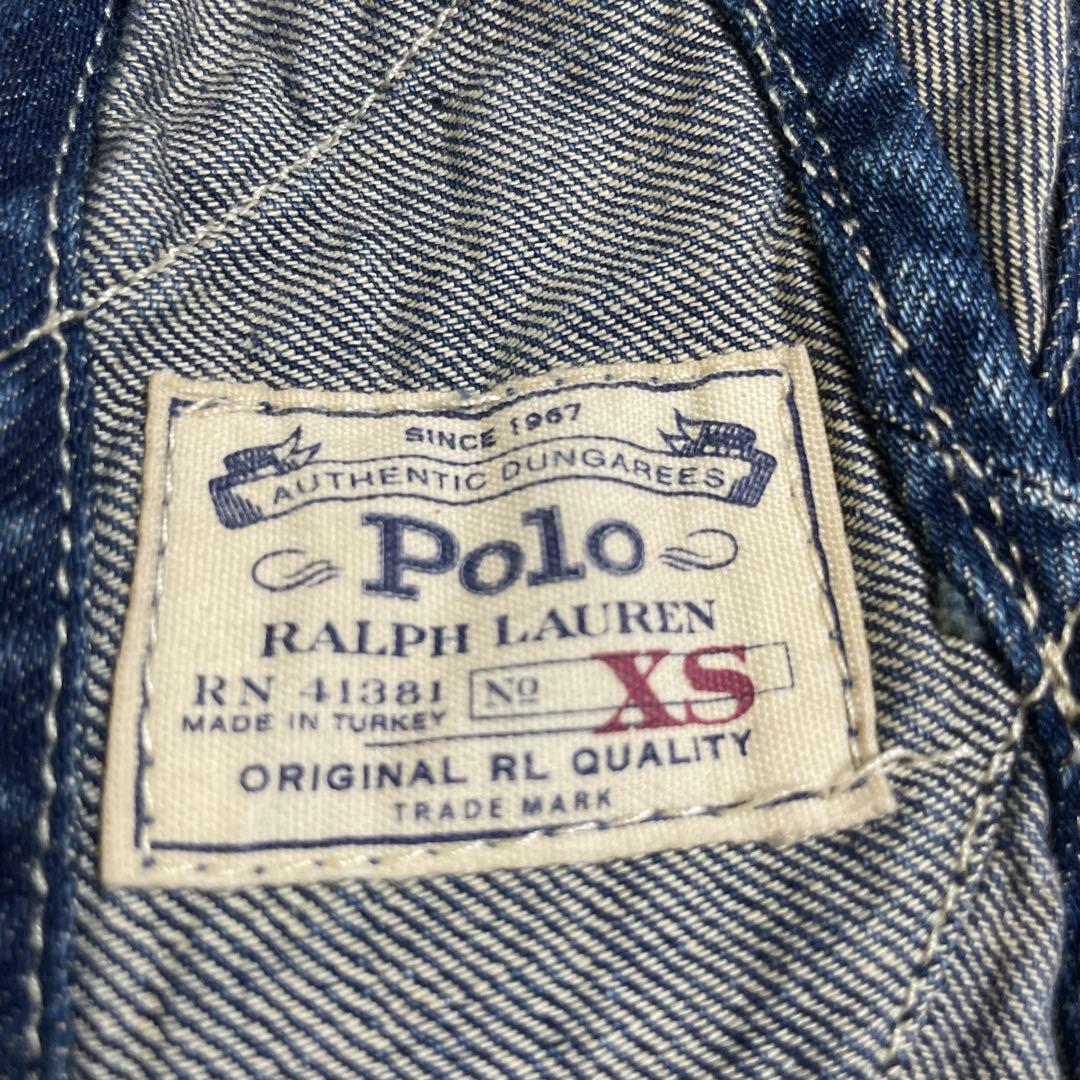 SINCE 1967
AUTHENTIC DUNGAREES
Polo
RALPH LAUREN
RN 41381 No XS
MADE IN TURKEY
ORIGINAL RL QUALITY
TRADE MARK